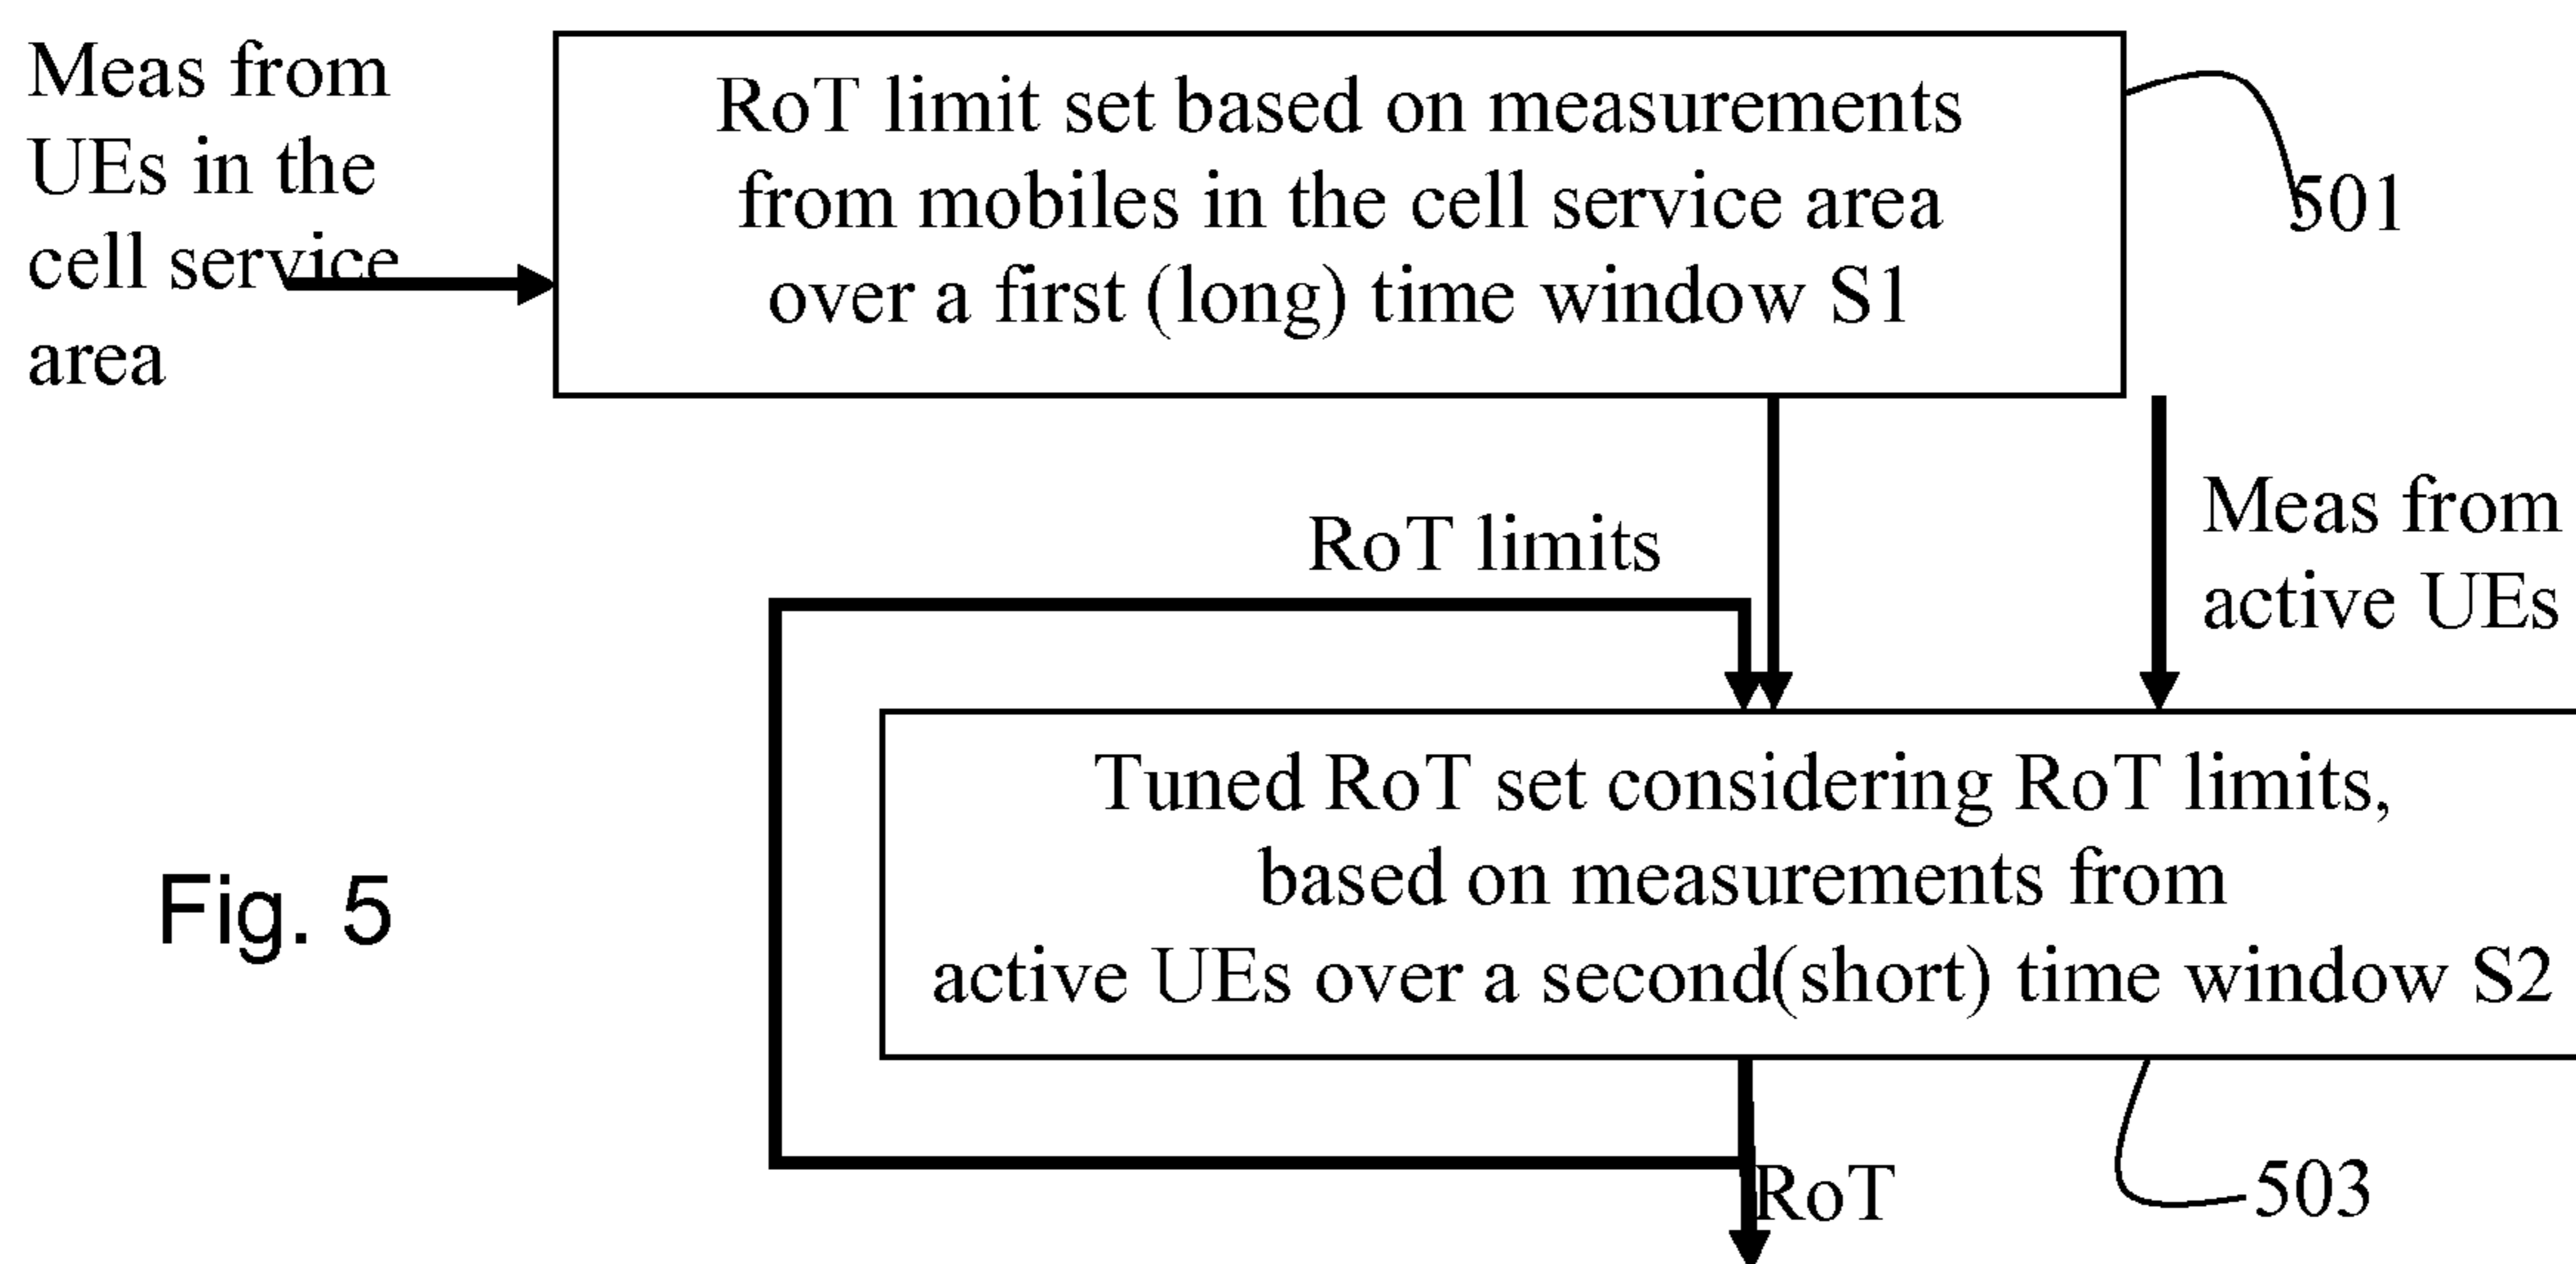 Meas from
UEs in the
cell service
area
RoT limit set based on measurements
from mobiles in the cell service area
over a first (long) time window S1
501
RoT limits
Meas from
active UEs
Tuned RoT set considering RoT limits,
based on measurements from
active UEs over a second(short) time window S2
Fig. 5
RoT
503